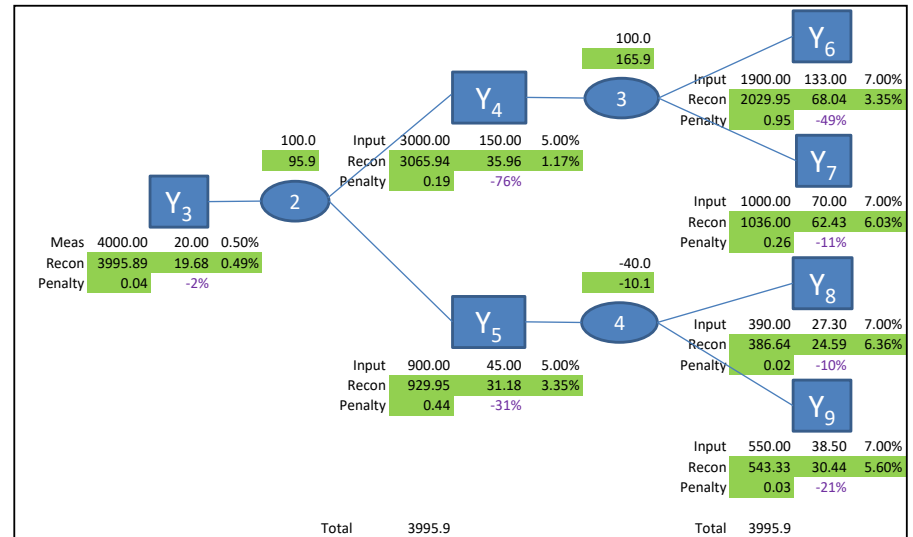 100.0
165.9
Y6
3
Y4
Input 1900.00 133.00 7.00%
Recon 2029.95 68.04 3.35%
Penalty 0.95 -49%
100.0
95.9
Input 3000.00 150.00 5.00%
Recon 3065.94 35.96 1.17%
Penalty 0.19 -76%
Y7
Y3
2
Input 1000.00 70.00 7.00%
Recon 1036.00 62.43 6.03%
Penalty 0.26 -11%
Meas 4000.00 20.00 0.50%
Recon 3995.89 19.68 0.49%
Penalty 0.04 -2%
-40.0
-10.1
Y8
Y5
4
Input 390.00 27.30 7.00%
Recon 386.64 24.59 6.36%
Penalty 0.02 -10%
Input 900.00 45.00 5.00%
Recon 929.95 31.18 3.35%
Penalty 0.44 -31%
Y9
Input 550.00 38.50 7.00%
Recon 543.33 30.44 5.60%
Penalty 0.03 -21%
Total 3995.9 Total 3995.9